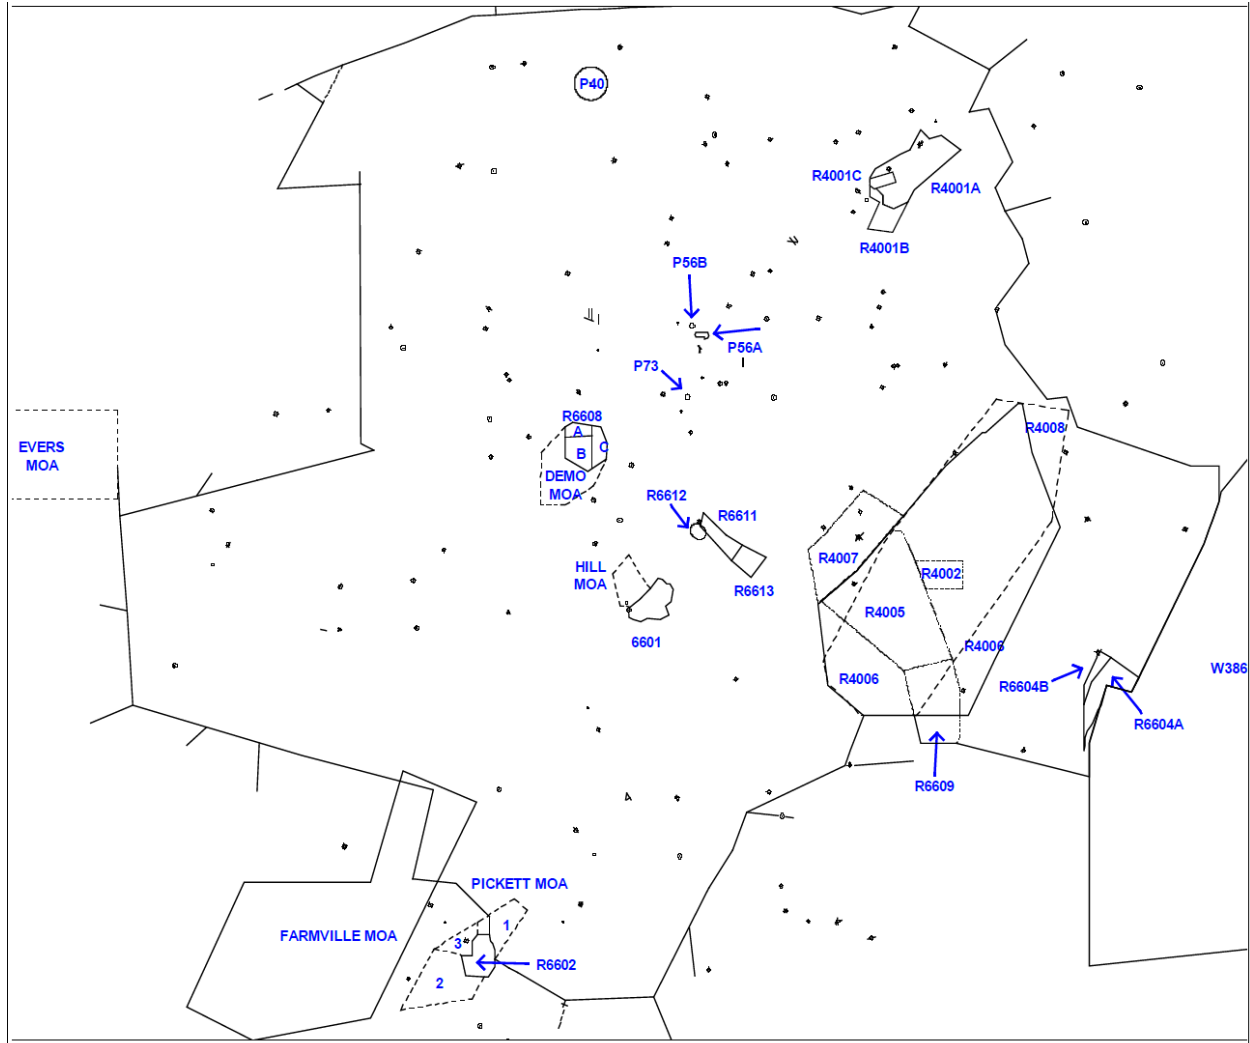 P40
R4001C
R4001A
R4001B
P56B
P56A
P73
R6608
A
C
B
EVERS
MOA
DEMO
MOA
R4008
R6612
R6611
R4007
HILL
MOA
R4002
R6613
R4005
6601
R4006
R4006
R6604B
W386
R6604A
R6609
PICKETT MOA
1
FARMVILLE MOA
3
R6602
2